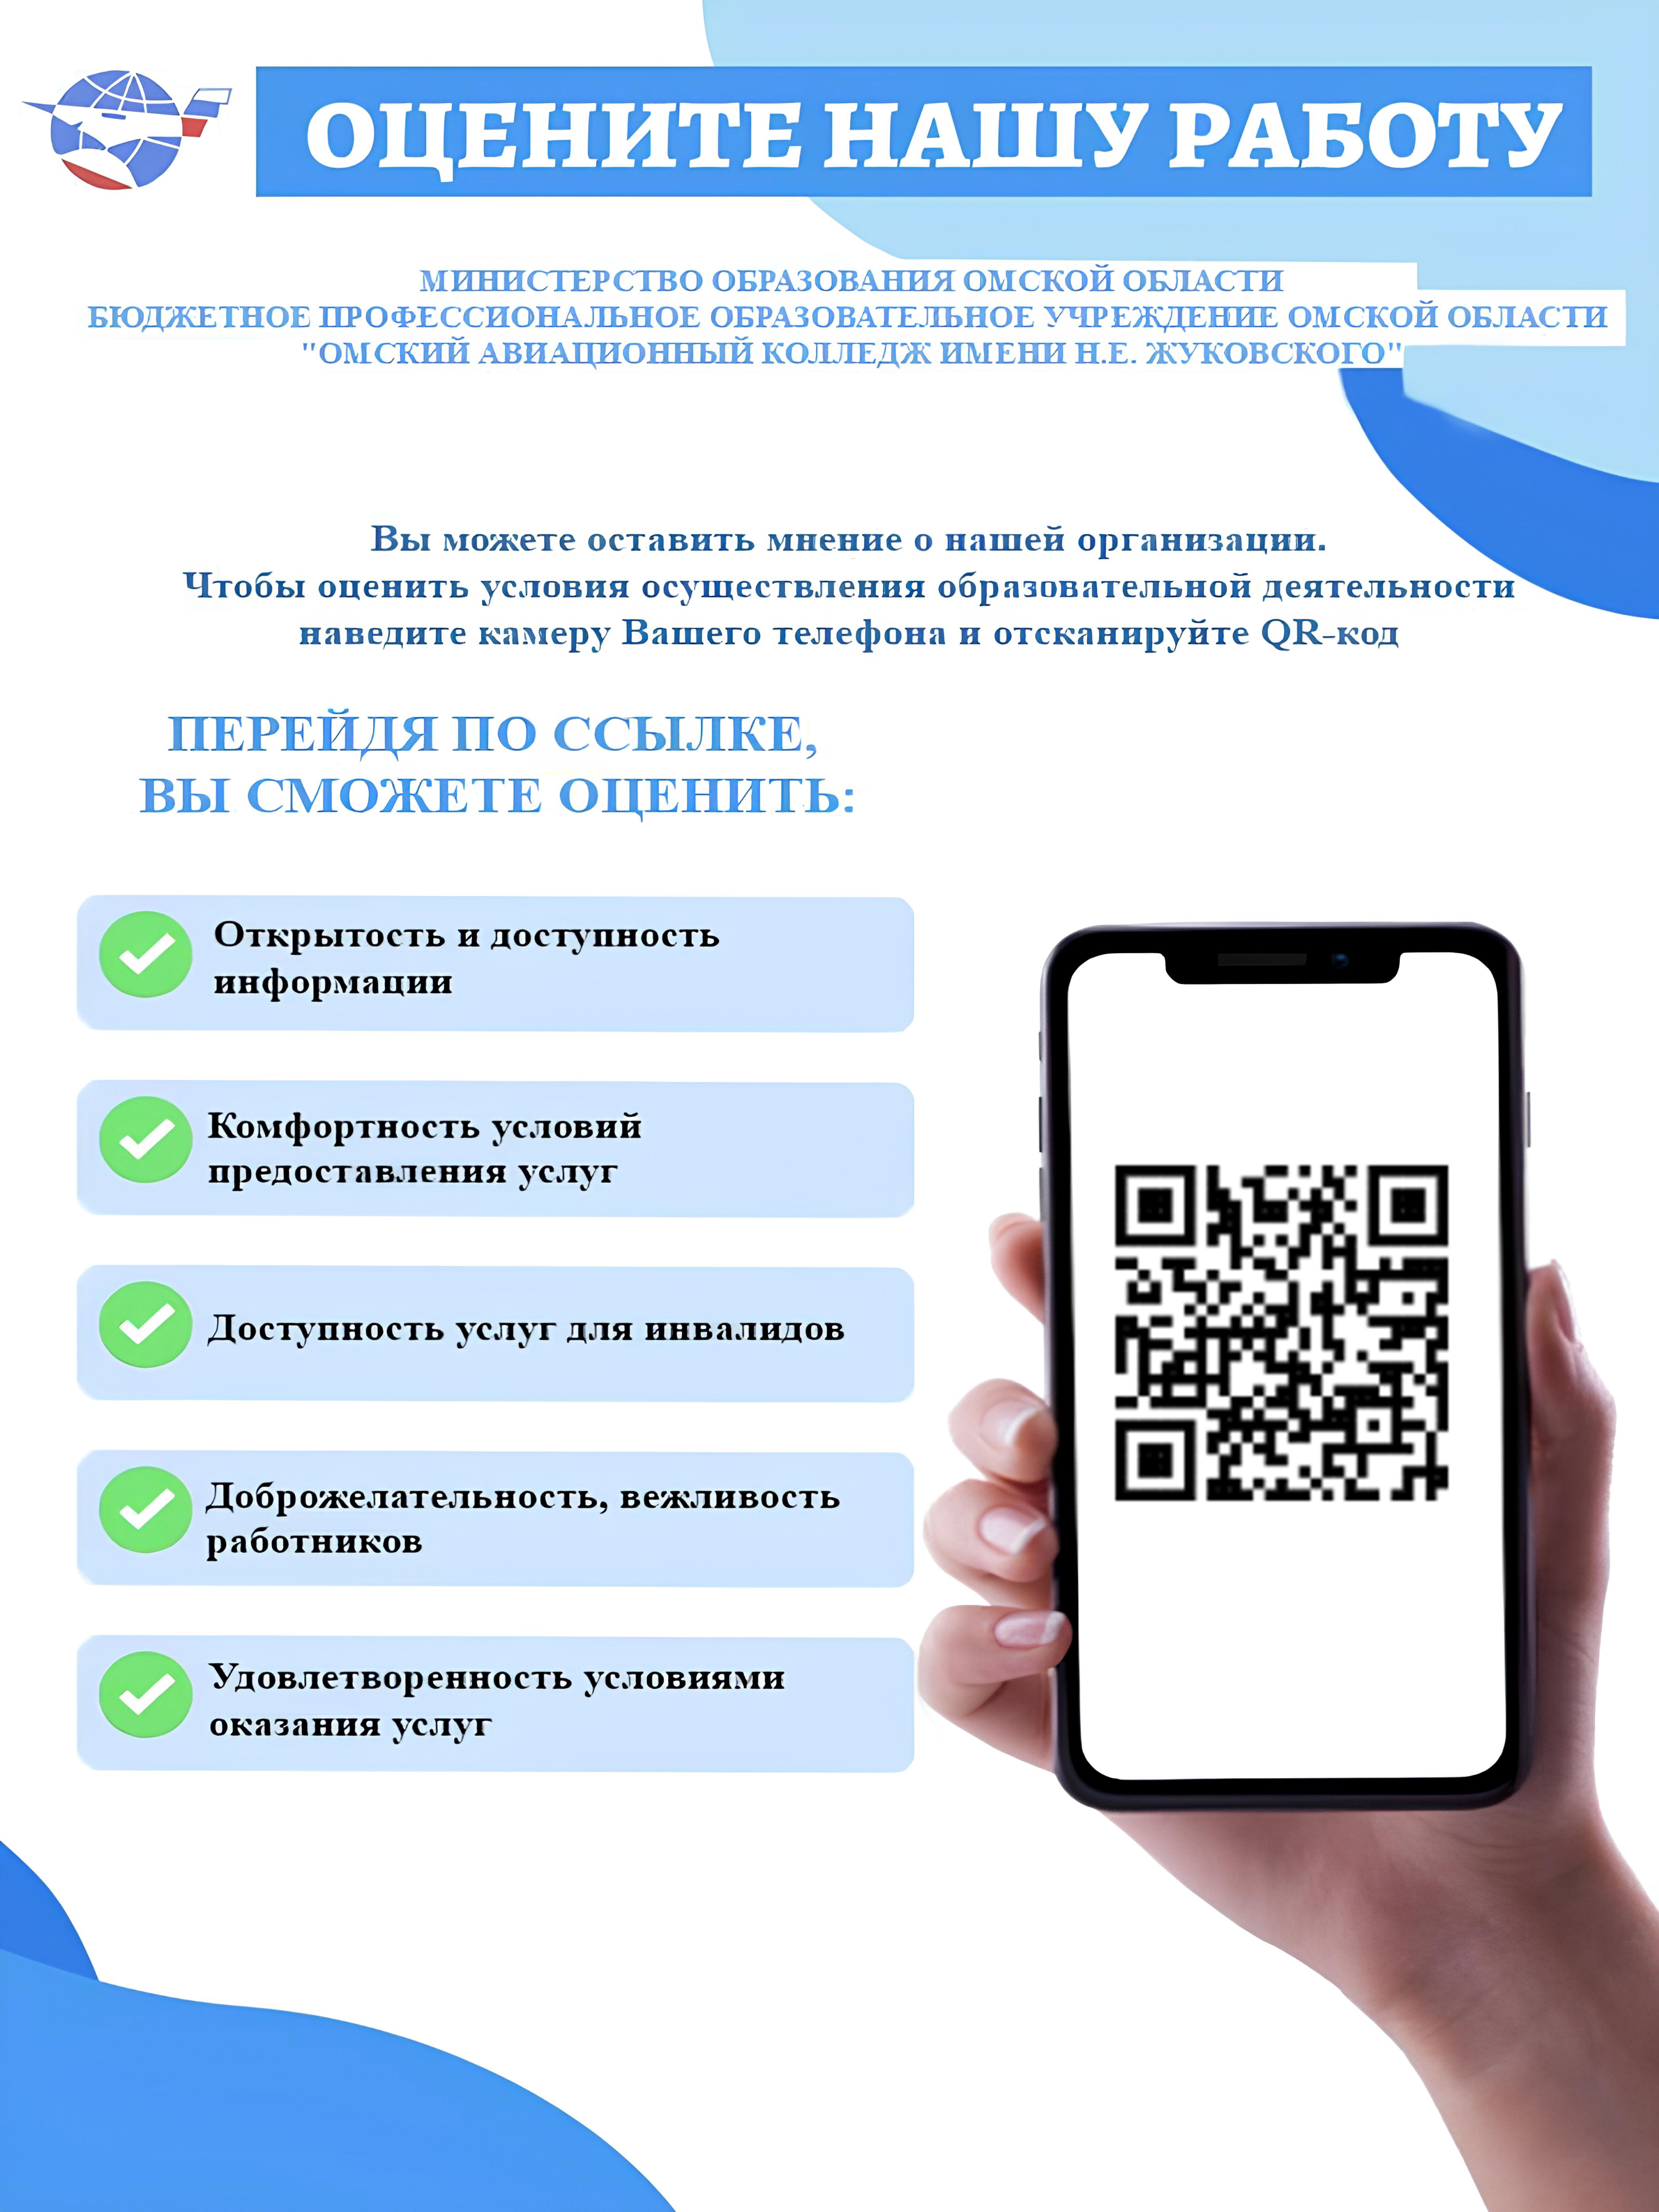 ОЦЕНИТЕ НАШУ РАБОТУ
МИНИСТЕРСТВО ОБРАЗОВАНИЯ ОМСКОЙ ОБЛАСТИ
БЮДЖЕТНОЕ ПРОФЕССИОНАЛЬНОЕ ОБРАЗОВАТЕЛЬНОЕ УЧРЕЖДЕНИЕ ОМСКОЙ ОБЛАСТИ
"ОМСКИЙ АВИАЦИОННЫЙ КОЛЛЕДЖ ИМЕНИ Н.Е. ЖУКОВСКОГО"
Вы можете оставить мнение о нашей организации.
Чтобы оценить условия осуществления образовательной деятельности
наведите камеру Вашего телефона и отсканируйте QR-код
ПЕРЕЙДЯ ПО ССЫЛКЕ,
ВЫ СМОЖЕТЕ ОЦЕНИТЬ:
Открытость и доступность
информации
Комфортность условий
предоставления услуг
Доступность услуг для инвалидов
Доброжелательность, вежливость
работников
Удовлетворенность условиями
оказания услуг